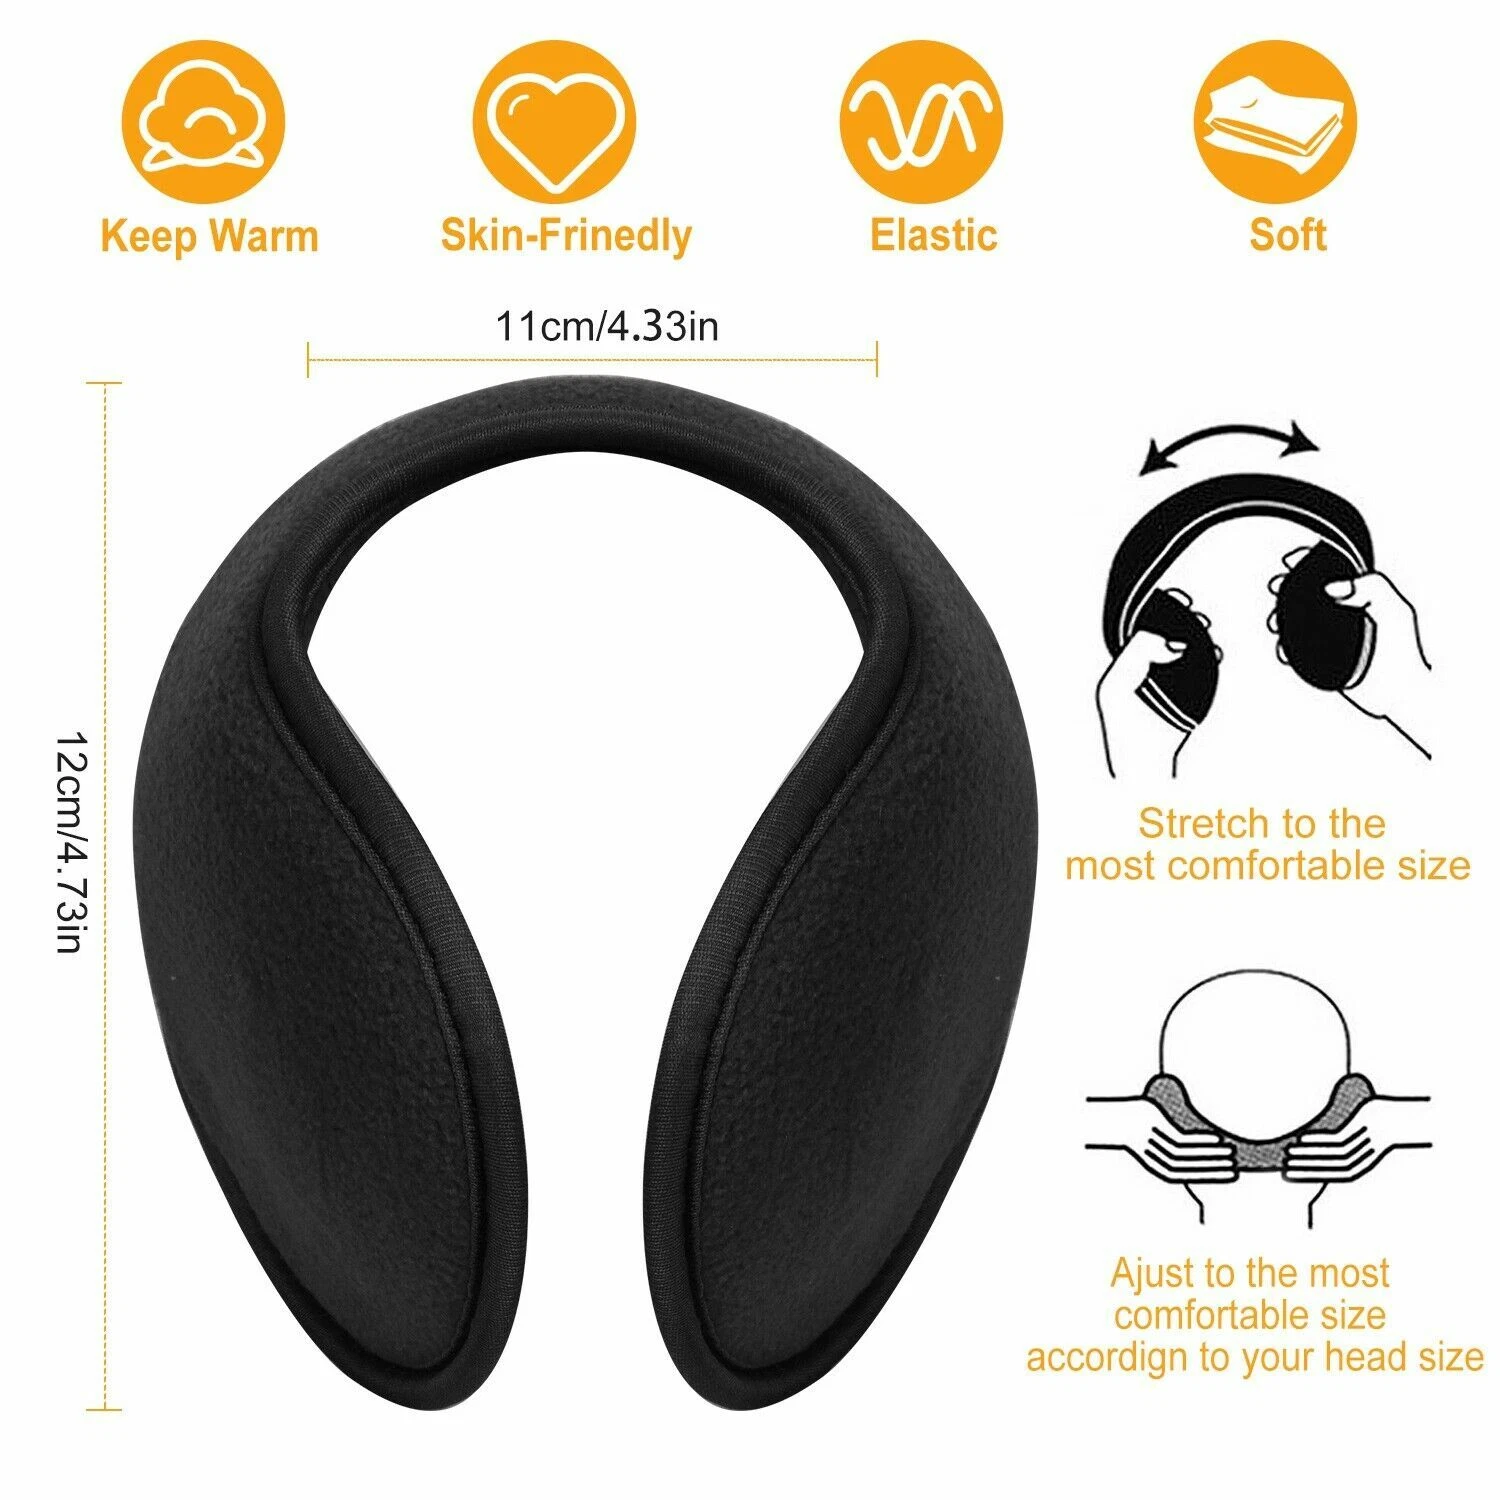 Keep Warm
Skin-Frinedly
Elastic
Soft
11cm/4.33in
12cm/4.73in
Stretch to the
most comfortable size
Ajust to the most
comfortable size
accordign to your head size